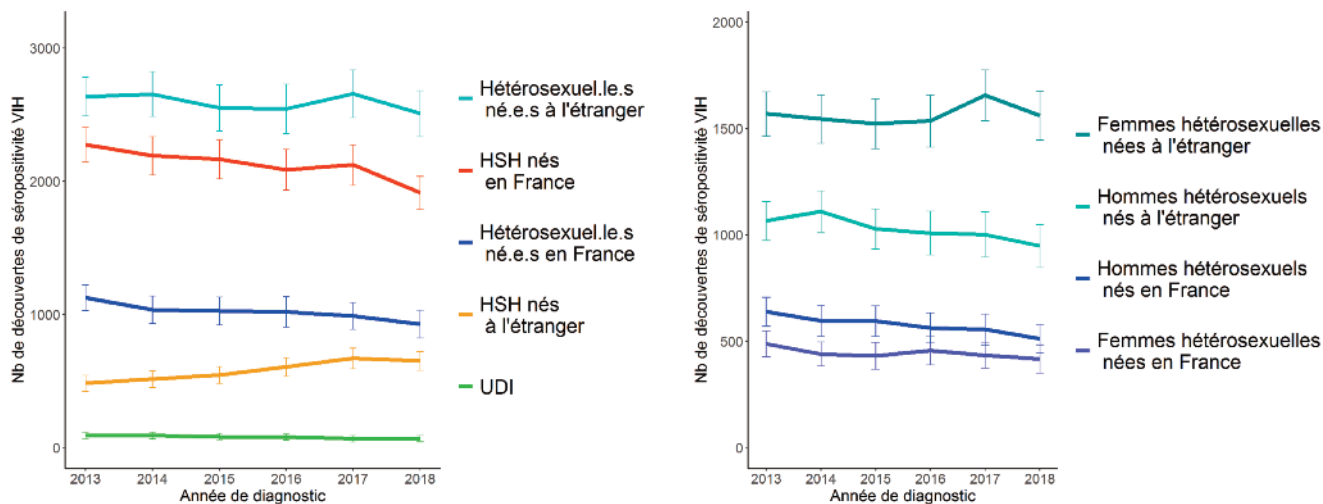 Nb de découvertes de séropositivité VIH
3000
2000
1000
0
2013 2014 2015 2016 2017 2018
Année de diagnostic
Hétérosexuel.le.s
né.e.s à l'étranger
HSH nés
en France
Hétérosexuel.le.s
né.e.s en France
HSH nés
à l'étranger
UDI
Nb de découvertes de séropositivité VIH
2000
1500
1000
500
0
2013 2014 2015 2016 2017 2018
Année de diagnostic
Femmes hétérosexuelles
nées à l'étranger
Hommes hétérosexuels
nés à l'étranger
Hommes hétérosexuels
nés en France
Femmes hétérosexuelles
nées en France